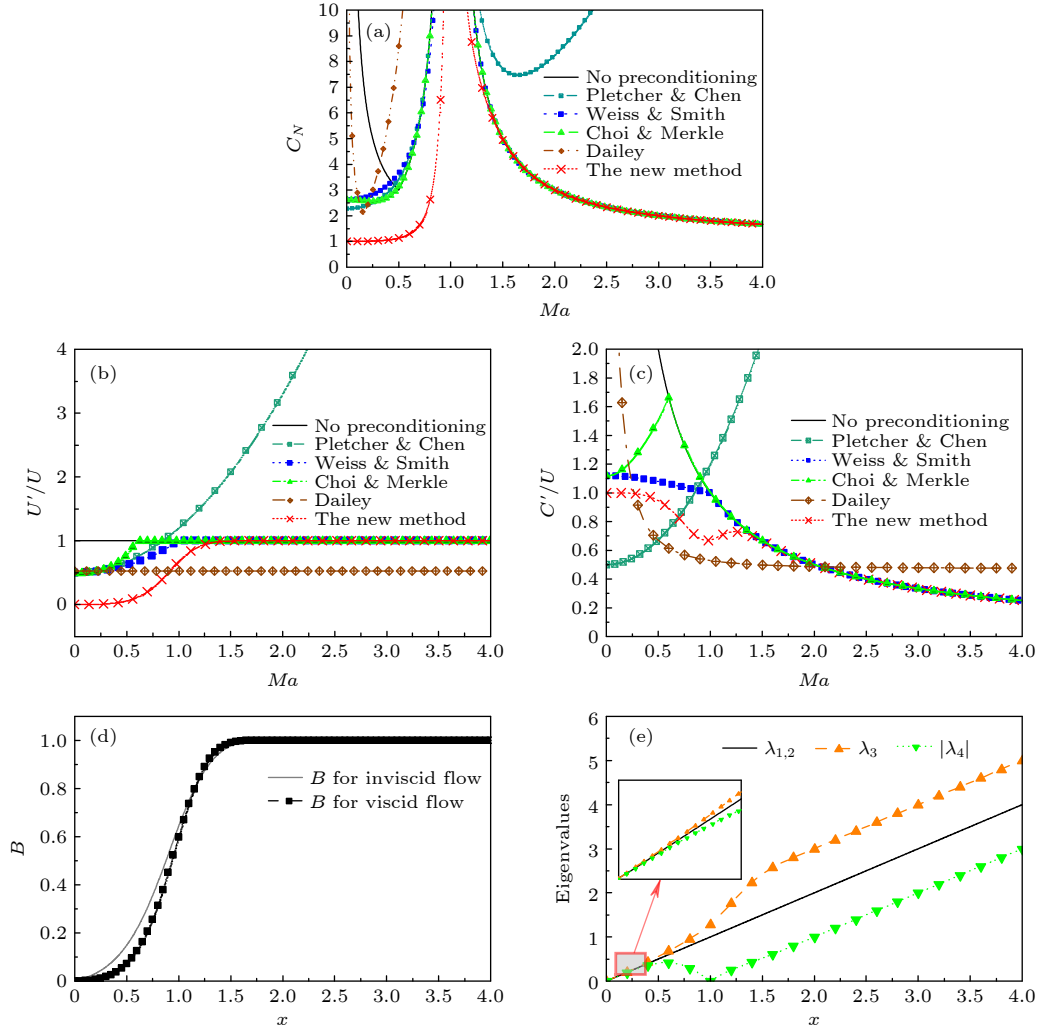 (a)
10
9
8
7
6
5
4
3
2
1
0
C_N
No preconditioning
Pletcher & Chen
Weiss & Smith
Choi & Merkle
Dailey
The new method
0 0.5 1.0 1.5 2.0 2.5 3.0 3.5 4.0
Ma
(b)
4
3
2
1
0
U′/U
No preconditioning
Pletcher & Chen
Weiss & Smith
Choi & Merkle
Dailey
The new method
0 0.5 1.0 1.5 2.0 2.5 3.0 3.5 4.0
Ma
(c)
2.0
1.8
1.6
1.4
1.2
1.0
0.8
0.6
0.4
0.2
0
C′/U
No preconditioning
Pletcher & Chen
Weiss & Smith
Choi & Merkle
Dailey
The new method
0 0.5 1.0 1.5 2.0 2.5 3.0 3.5 4.0
Ma
(d)
1.0
0.8
0.6
0.4
0.2
0
B
B for inviscid flow
B for viscid flow
0 0.5 1.0 1.5 2.0 2.5 3.0 3.5 4.0
x
(e)
6
5
4
3
2
1
0
Eigenvalues
λ1,2 λ3 |λ4|
0 0.5 1.0 1.5 2.0 2.5 3.0 3.5 4.0
x